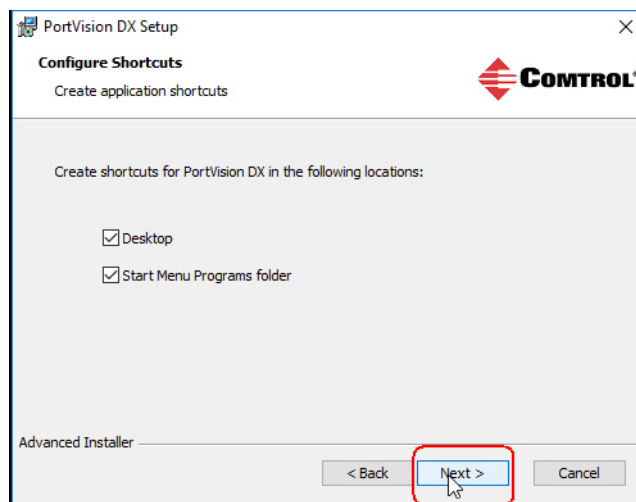 PortVision DX Setup
Configure Shortcuts
Create application shortcuts
COMTROL®
Create shortcuts for PortVision DX in the following locations:
Desktop
Start Menu Programs folder
Advanced Installer
< Back
Next >
Cancel